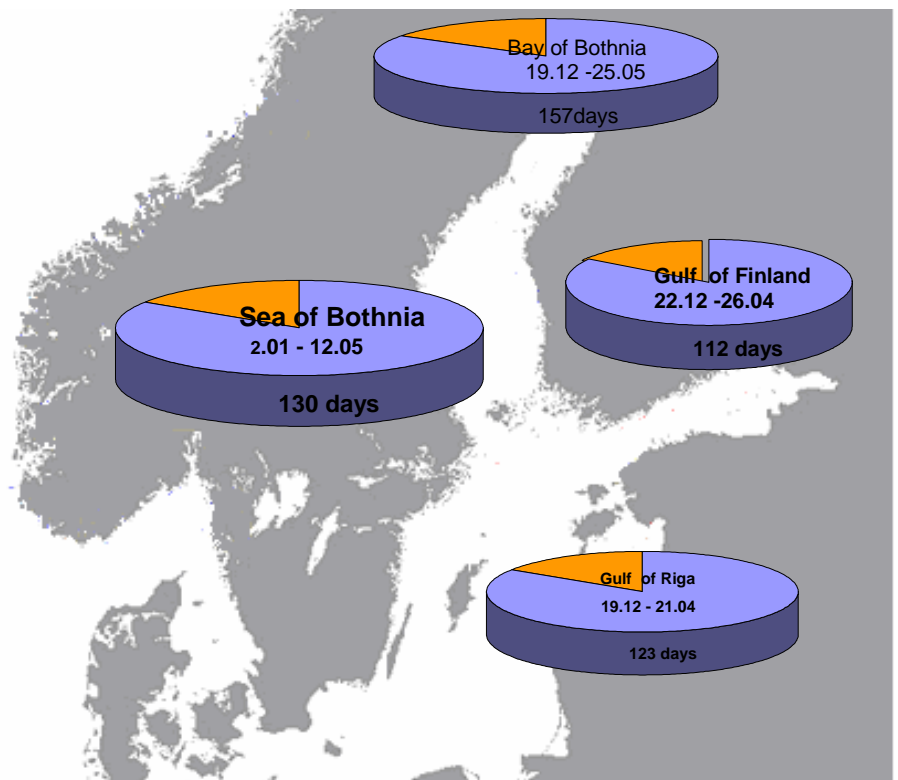 Bay of Bothnia
19.12 -25.05
157days
Gulf of Finland
22.12 -26.04
112 days
Sea of Bothnia
2.01 - 12.05
130 days
Gulf of Riga
19.12 - 21.04
123 days